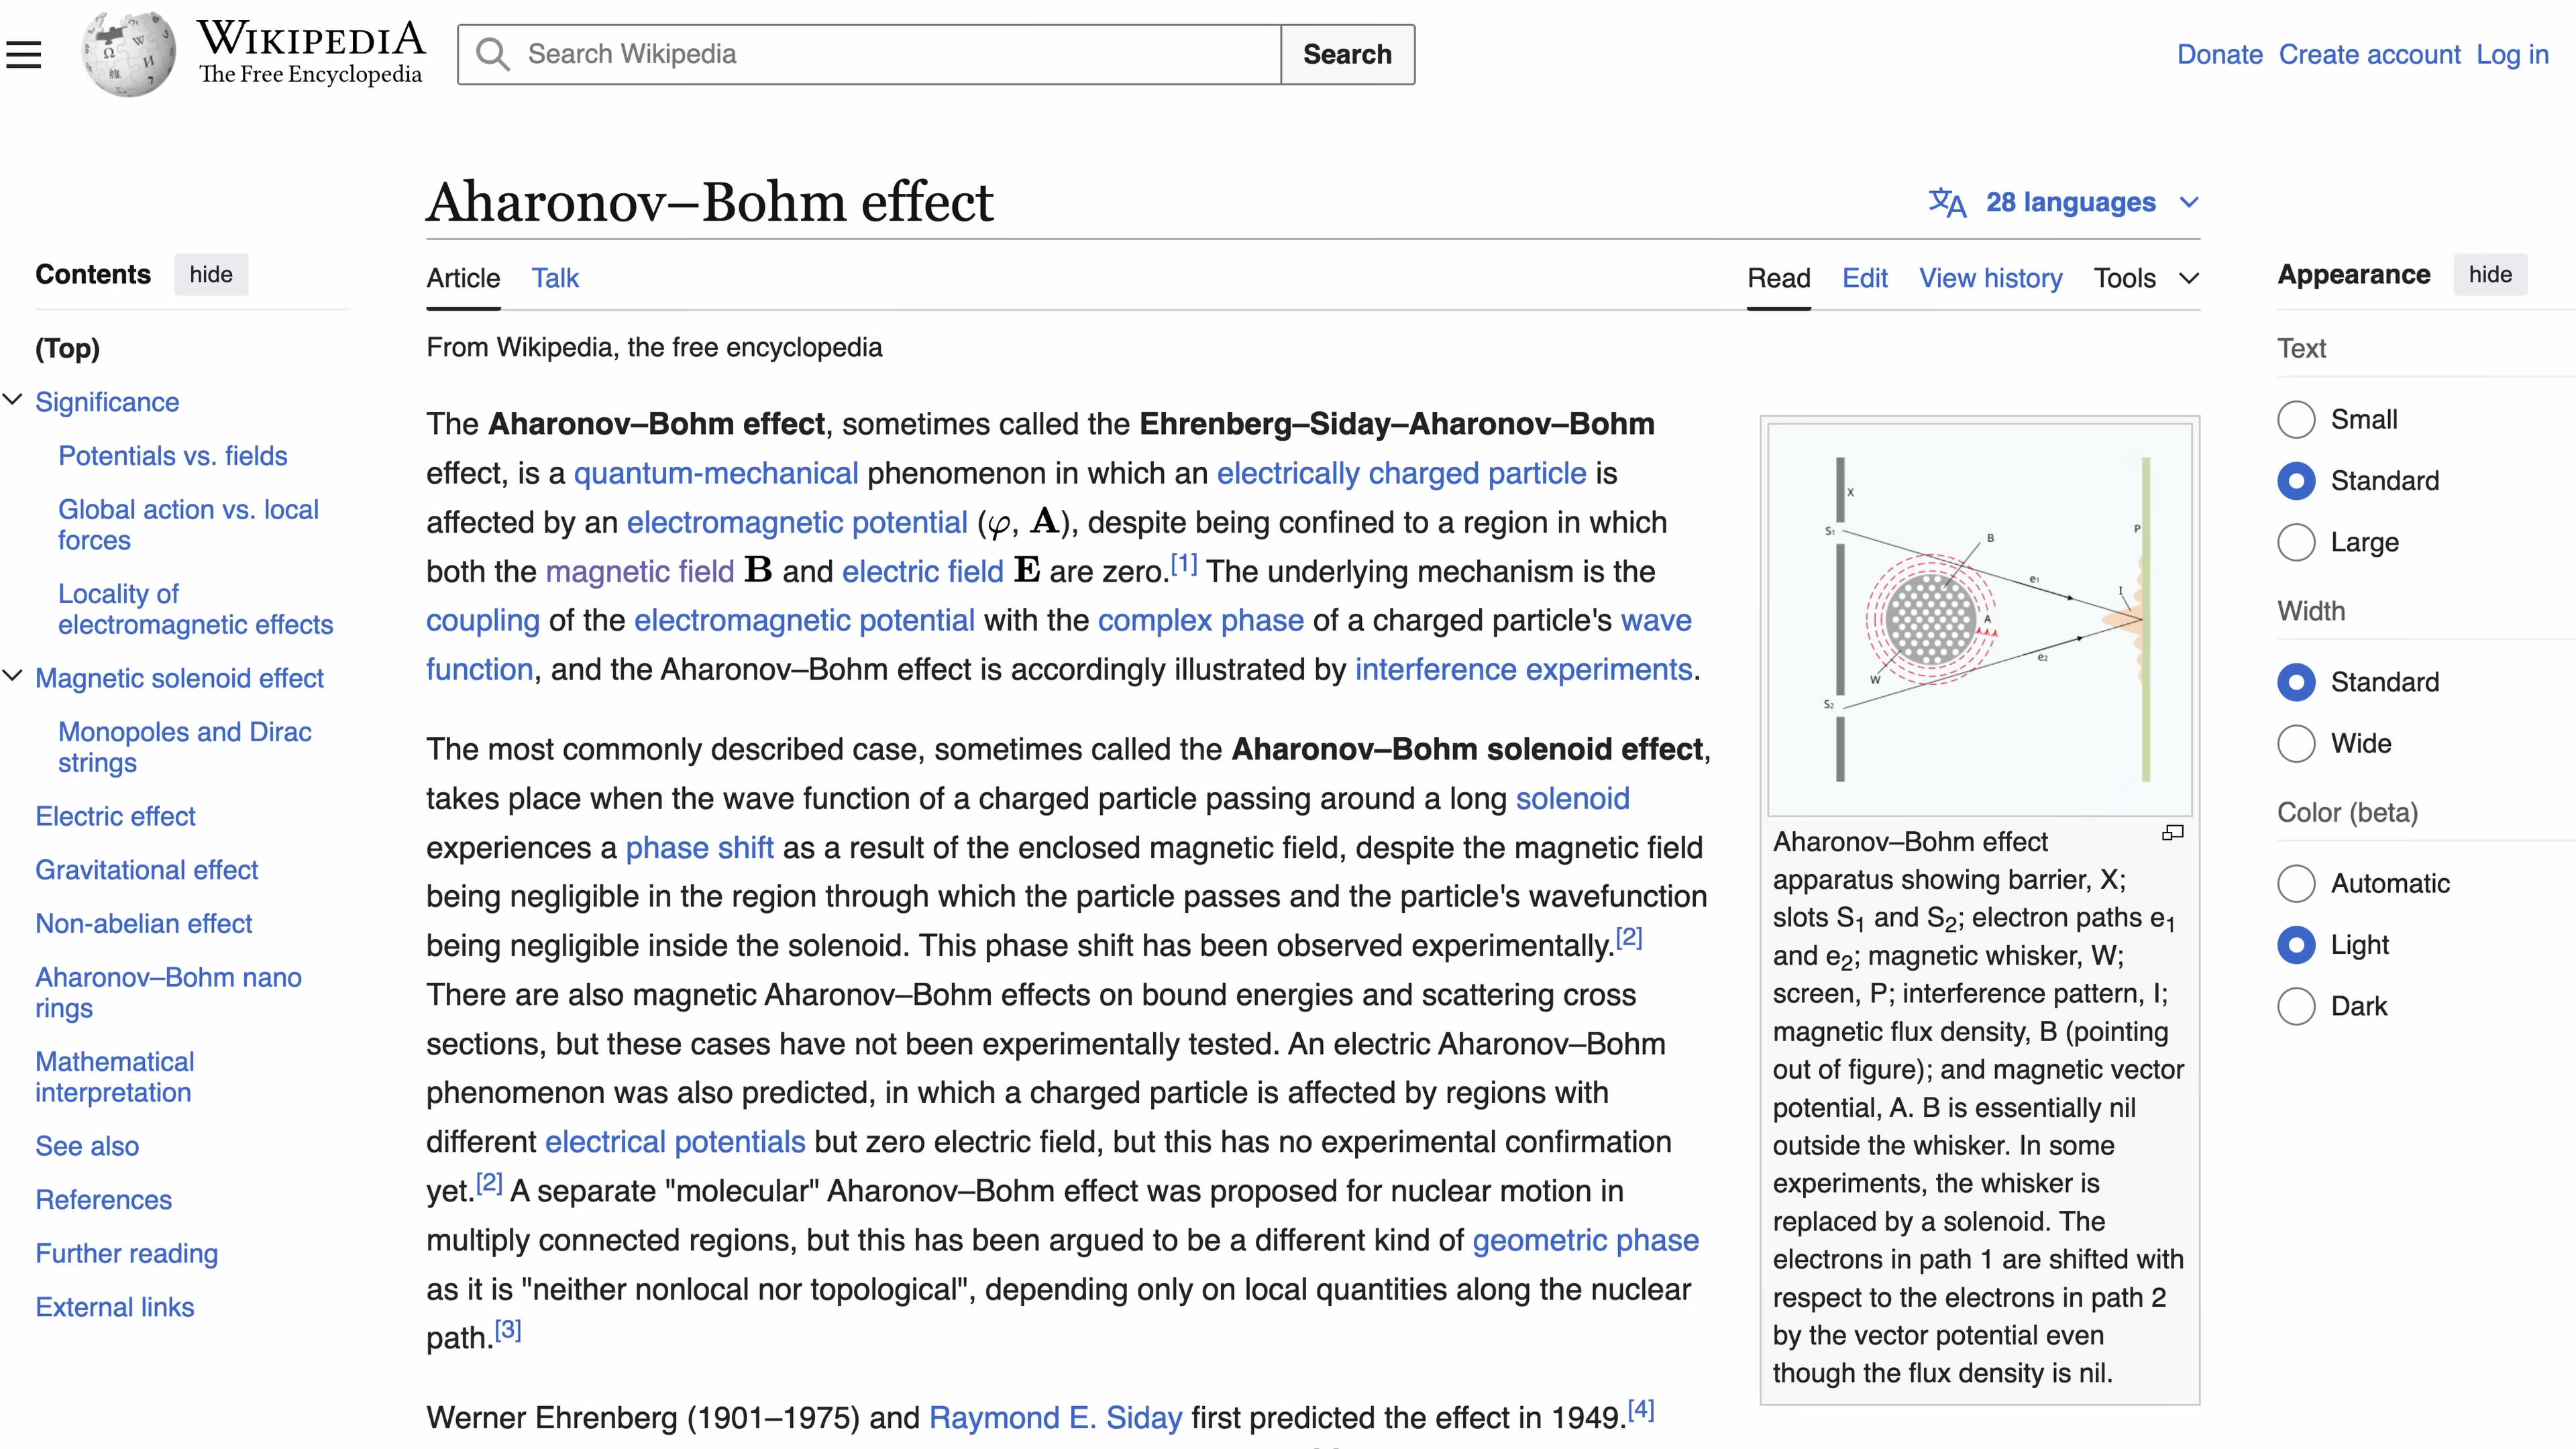 WIKIPEDIA
The Free Encyclopedia
Search Wikipedia
Search
Donate Create account Log in
Aharonov–Bohm effect
28 languages
Contents hide
(Top)
Significance
Potentials vs. fields
Global action vs. local
forces
Locality of
electromagnetic effects
Magnetic solenoid effect
Monopoles and Dirac
strings
Electric effect
Gravitational effect
Non-abelian effect
Aharonov–Bohm nano
rings
Mathematical
interpretation
See also
References
Further reading
External links
Article Talk
Read Edit View history Tools
From Wikipedia, the free encyclopedia
The Aharonov–Bohm effect, sometimes called the Ehrenberg–Siday–Aharonov–Bohm
effect, is a quantum-mechanical phenomenon in which an electrically charged particle is
affected by an electromagnetic potential (φ, A), despite being confined to a region in which
both the magnetic field B and electric field E are zero.[1] The underlying mechanism is the
coupling of the electromagnetic potential with the complex phase of a charged particle's wave
function, and the Aharonov–Bohm effect is accordingly illustrated by interference experiments.
The most commonly described case, sometimes called the Aharonov–Bohm solenoid effect,
takes place when the wave function of a charged particle passing around a long solenoid
experiences a phase shift as a result of the enclosed magnetic field, despite the magnetic field
being negligible in the region through which the particle passes and the particle's wavefunction
being negligible inside the solenoid. This phase shift has been observed experimentally.[2]
There are also magnetic Aharonov–Bohm effects on bound energies and scattering cross
sections, but these cases have not been experimentally tested. An electric Aharonov–Bohm
phenomenon was also predicted, in which a charged particle is affected by regions with
different electrical potentials but zero electric field, but this has no experimental confirmation
yet.[2] A separate "molecular" Aharonov–Bohm effect was proposed for nuclear motion in
multiply connected regions, but this has been argued to be a different kind of geometric phase
as it is "neither nonlocal nor topological", depending only on local quantities along the nuclear
path.[3]
Werner Ehrenberg (1901–1975) and Raymond E. Siday first predicted the effect in 1949.[4]
X
S₁
B
P
e₁
I
A
e₂
W
S₂
Aharonov–Bohm effect
apparatus showing barrier, X;
slots S₁ and S₂; electron paths e₁
and e₂; magnetic whisker, W;
screen, P; interference pattern, I;
magnetic flux density, B (pointing
out of figure); and magnetic vector
potential, A. B is essentially nil
outside the whisker. In some
experiments, the whisker is
replaced by a solenoid. The
electrons in path 1 are shifted with
respect to the electrons in path 2
by the vector potential even
though the flux density is nil.
Appearance hide
Text
Small
Standard
Large
Width
Standard
Wide
Color (beta)
Automatic
Light
Dark